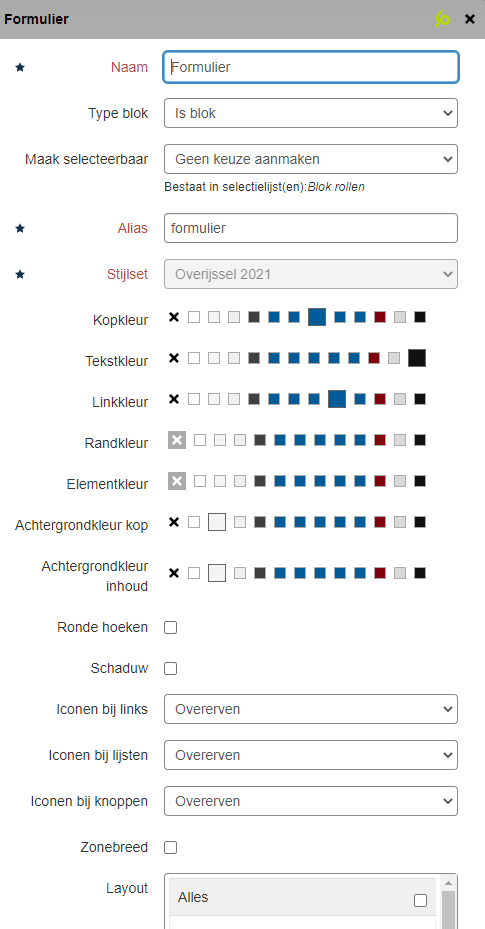 Formulier
Naam
Formulier
Type blok
Is blok
Maak selecteerbaar
Geen keuze aanmaken
Bestaat in selectielijst(en):Blok rollen
Alias
formulier
Stijlset
Overijssel 2021
Kopkleur
Tekstkleur
Linkkleur
Randkleur
Elementkleur
Achtergrondkleur kop
Achtergrondkleur
inhoud
Ronde hoeken
Schaduw
Iconen bij links
Overerven
Iconen bij lijsten
Overerven
Iconen bij knoppen
Overerven
Zonebreed
Layout
Alles